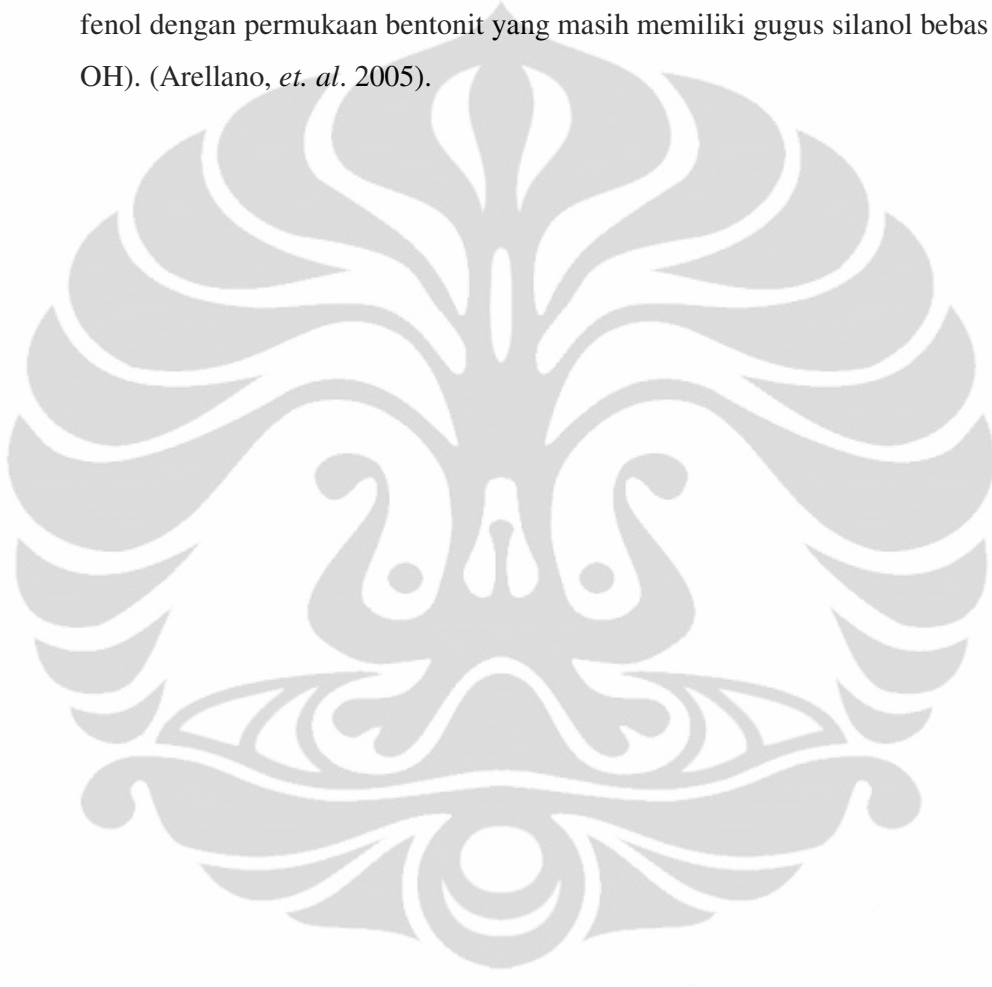 fenol dengan permukaan bentonit yang masih memiliki gugus silanol bebas
OH). (Arellano, et. al. 2005).